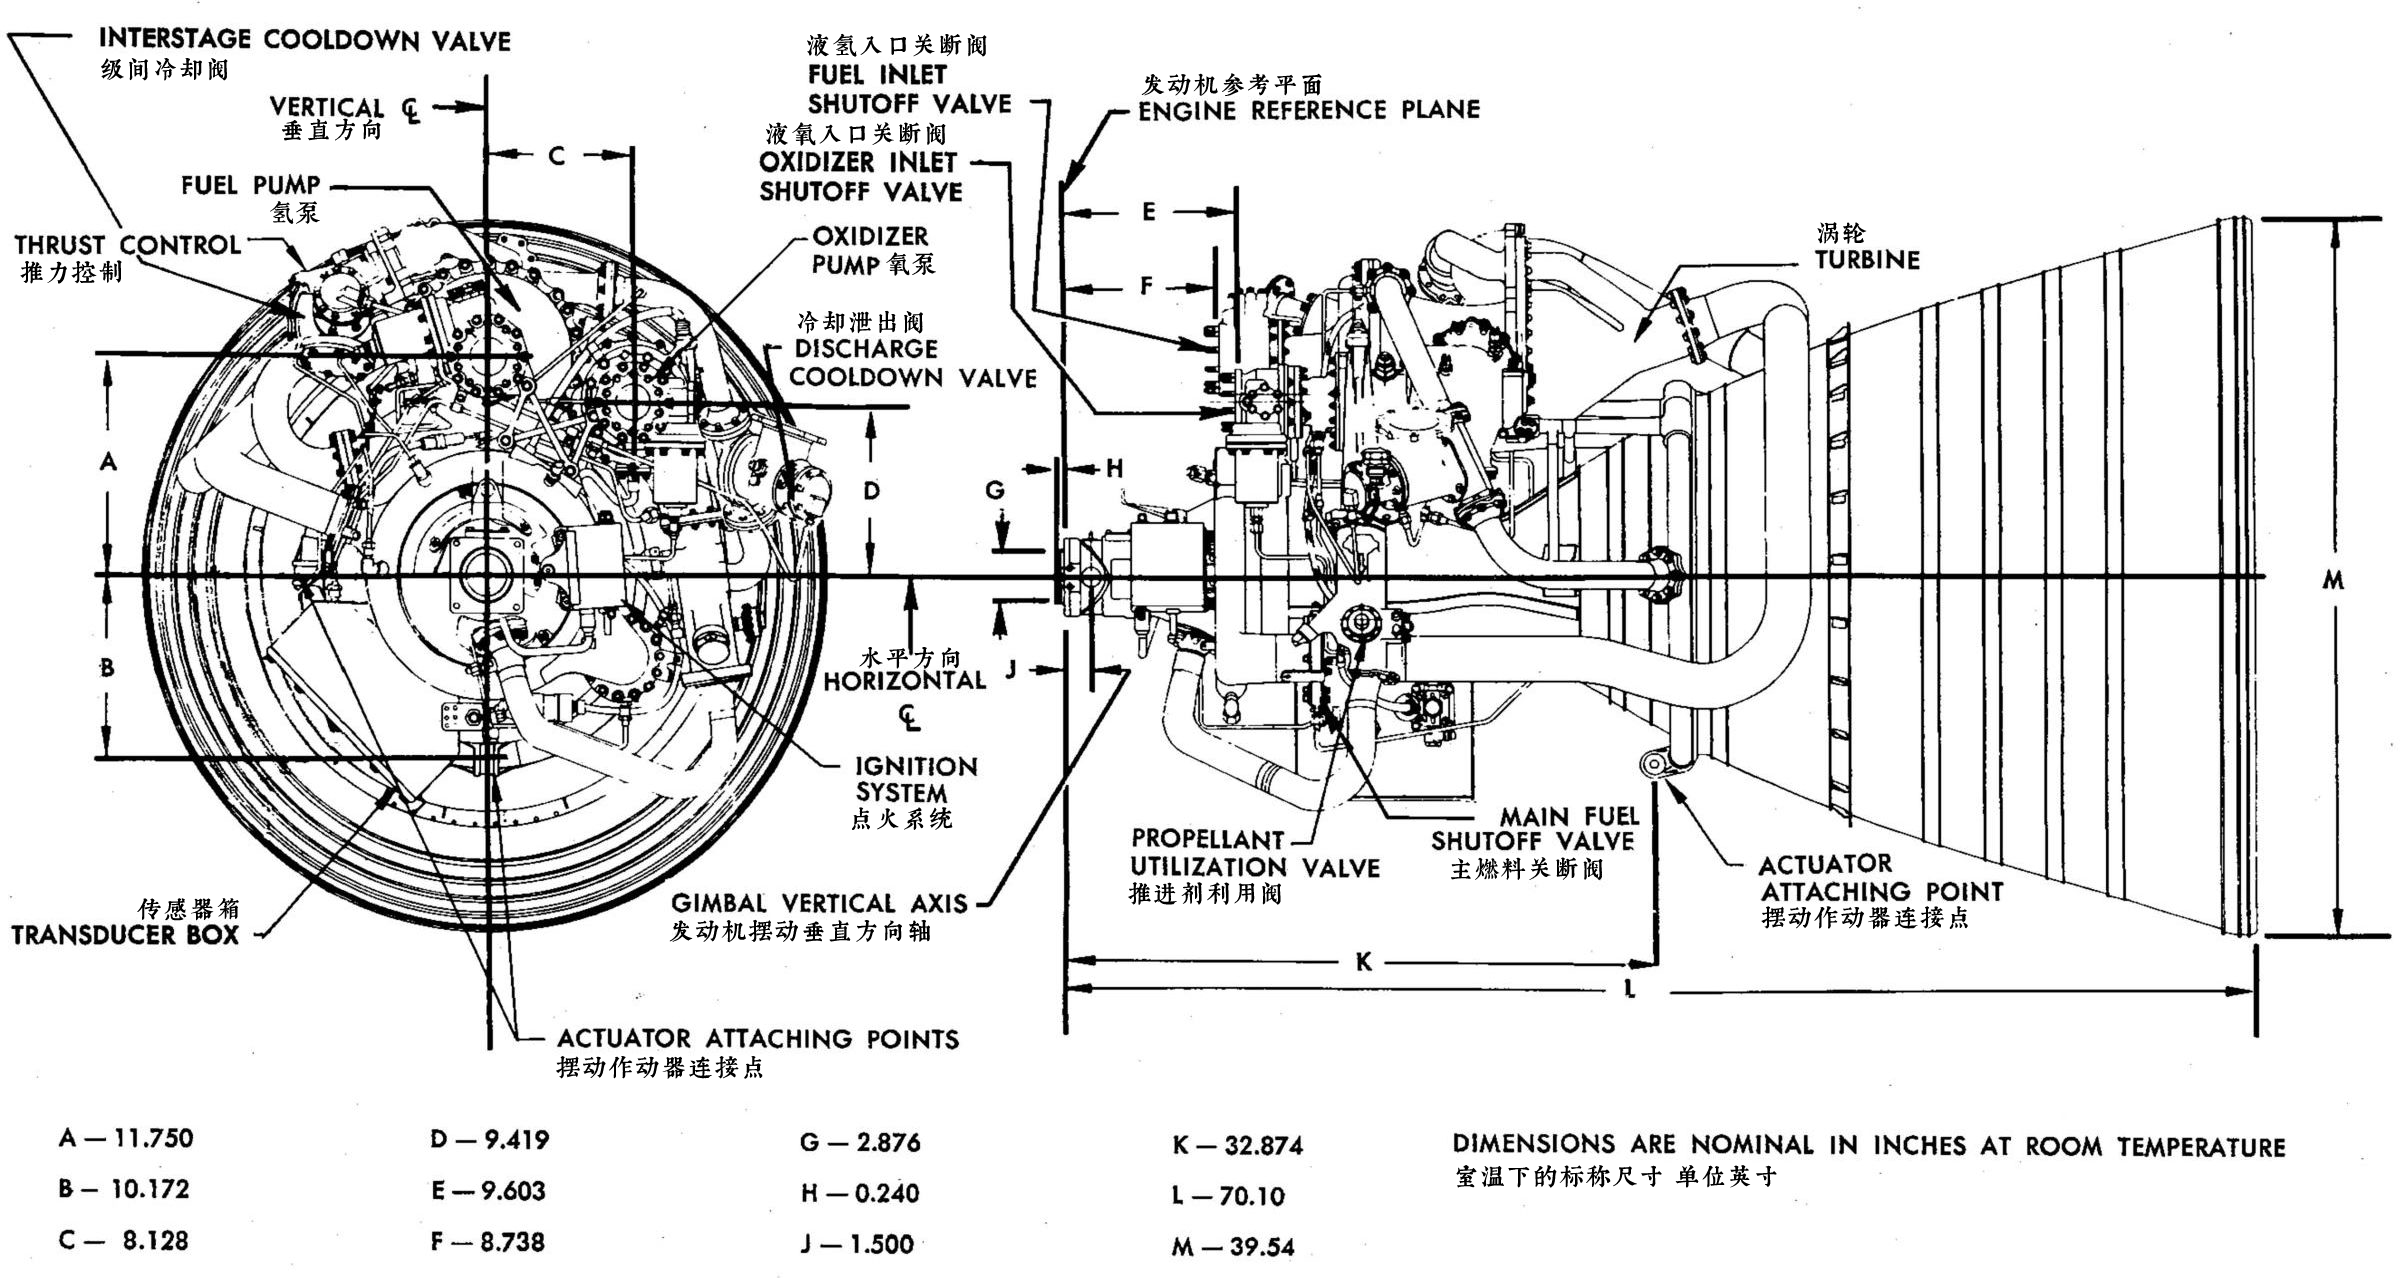 INTERSTAGE COOLDOWN VALVE
级间冷却阀
VERTICAL ℄
垂直方向
C
FUEL PUMP
氢泵
THRUST CONTROL
推力控制
OXIDIZER
PUMP 氧泵
冷却泄出阀
DISCHARGE
COOLDOWN VALVE
A
B
D
水平方向
HORIZONTAL
℄
IGNITION
SYSTEM
点火系统
传感器箱
TRANSDUCER BOX
ACTUATOR ATTACHING POINTS
摆动作动器连接点
液氢入口关断阀
FUEL INLET
SHUTOFF VALVE
液氧入口关断阀
OXIDIZER INLET
SHUTOFF VALVE
发动机参考平面
ENGINE REFERENCE PLANE
E
F
涡轮
TURBINE
H
G
J
M
GIMBAL VERTICAL AXIS
发动机摆动垂直方向轴
PROPELLANT
UTILIZATION VALVE
推进剂利用阀
MAIN FUEL
SHUTOFF VALVE
主燃料关断阀
ACTUATOR
ATTACHING POINT
摆动作动器连接点
K
L
A — 11.750
B — 10.172
C — 8.128
D — 9.419
E — 9.603
F — 8.738
G — 2.876
H — 0.240
J — 1.500
K — 32.874
L — 70.10
M — 39.54
DIMENSIONS ARE NOMINAL IN INCHES AT ROOM TEMPERATURE
室温下的标称尺寸 单位英寸